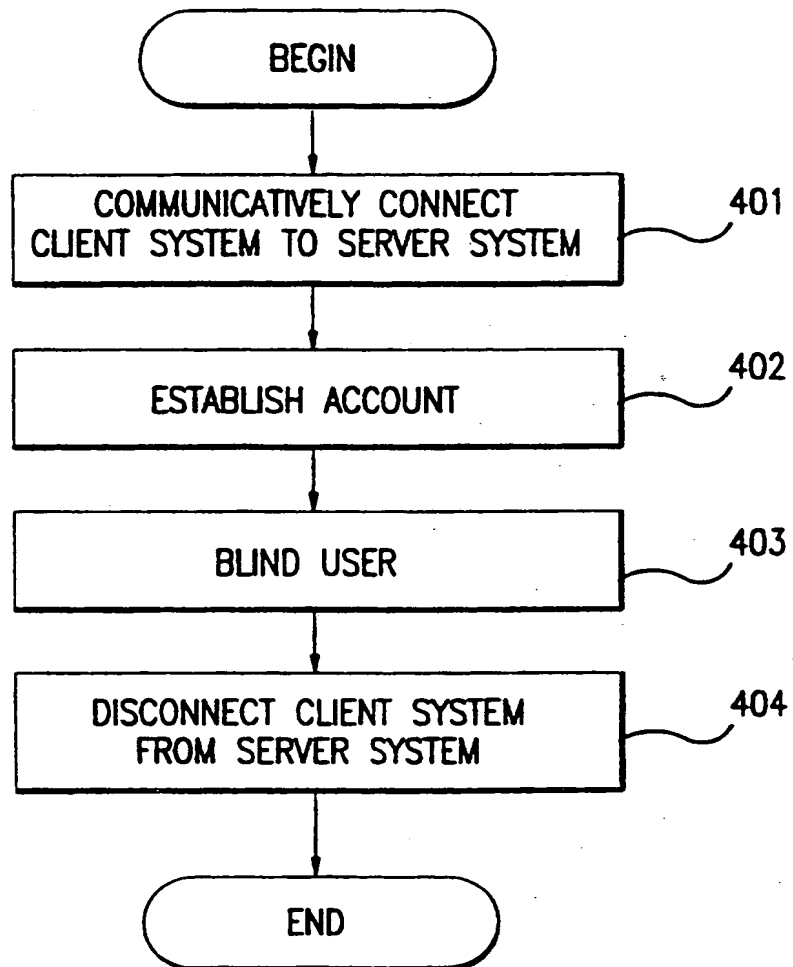 BEGIN
COMMUNICATIVELY CONNECT
CLIENT SYSTEM TO SERVER SYSTEM
401
ESTABLISH ACCOUNT
402
BLIND USER
403
DISCONNECT CLIENT SYSTEM
FROM SERVER SYSTEM
404
END